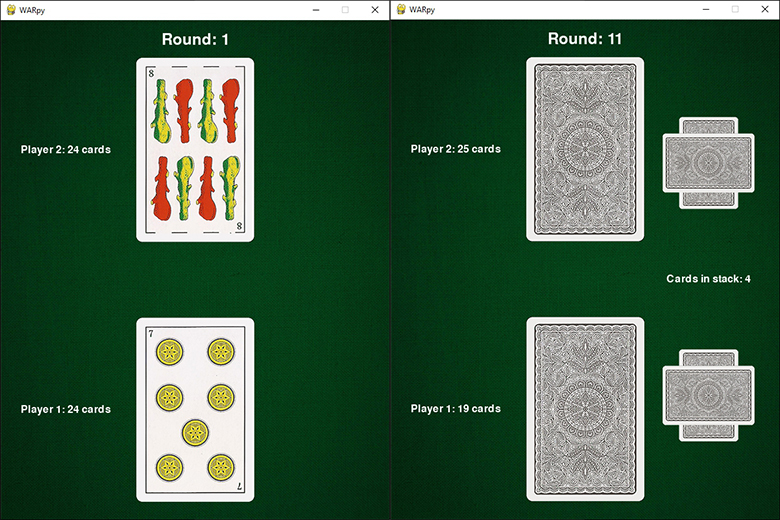 WARpy
Round: 1
8
Player 2: 24 cards
8
7
Player 1: 24 cards
7
WARpy
Round: 11
Player 2: 25 cards
Cards in stack: 4
Player 1: 19 cards